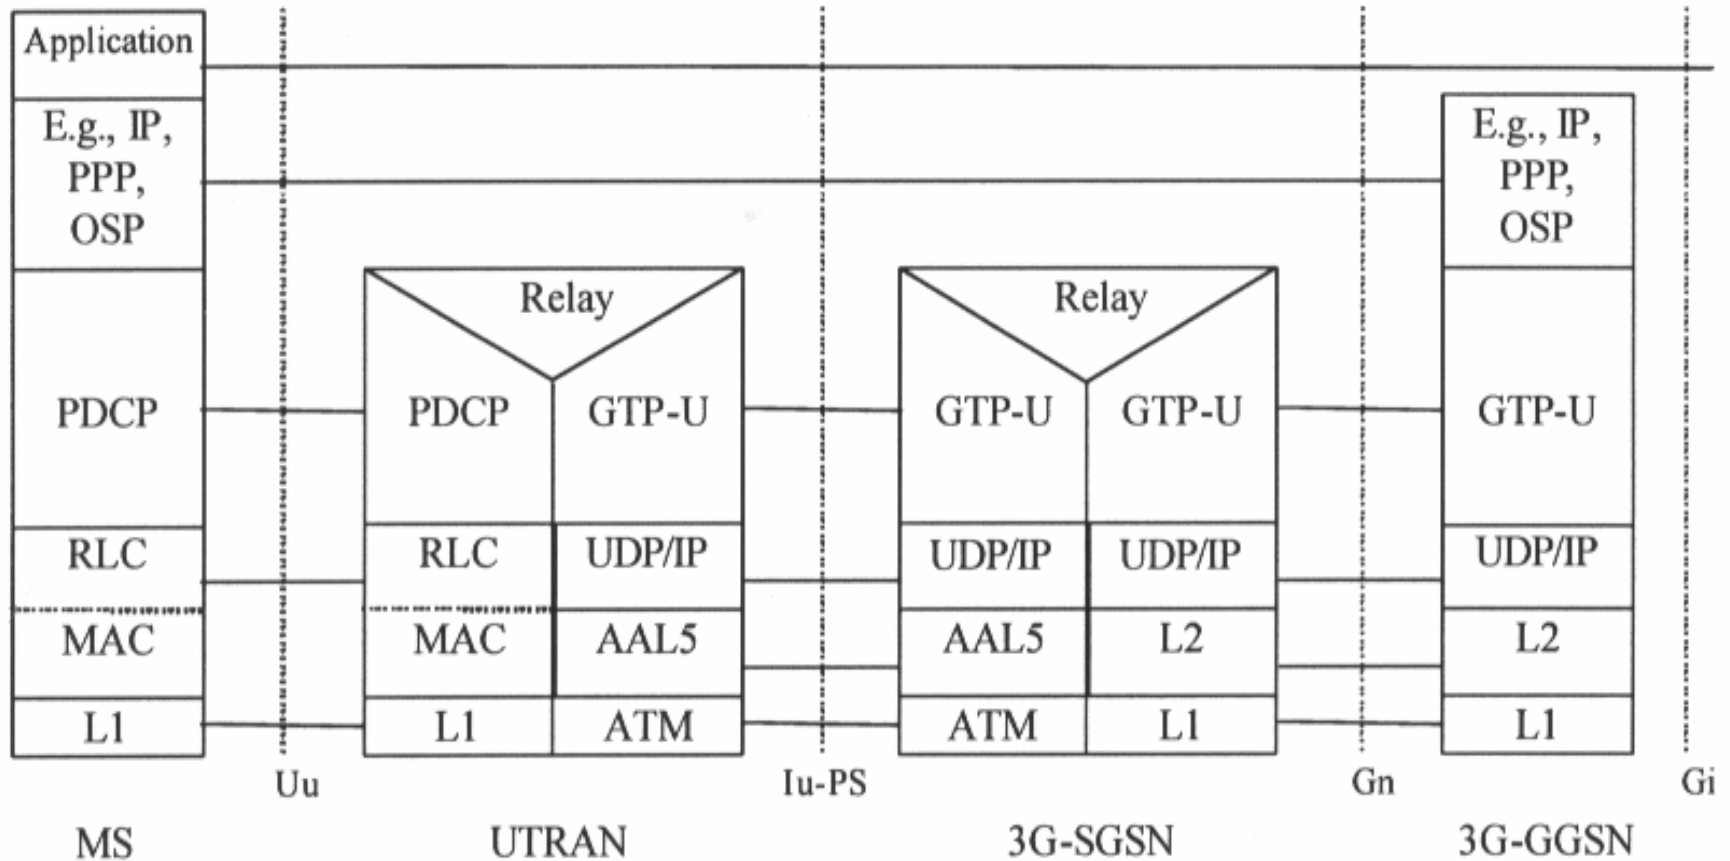 Application
E.g., IP,
PPP,
OSP
E.g., IP,
PPP,
OSP
Relay
Relay
PDCP
PDCP
GTP-U
GTP-U
GTP-U
GTP-U
RLC
RLC
UDP/IP
UDP/IP
UDP/IP
UDP/IP
MAC
MAC
AAL5
AAL5
L2
L2
L1
L1
ATM
ATM
L1
L1
Uu
Iu-PS
Gn
Gi
MS
UTRAN
3G-SGSN
3G-GGSN